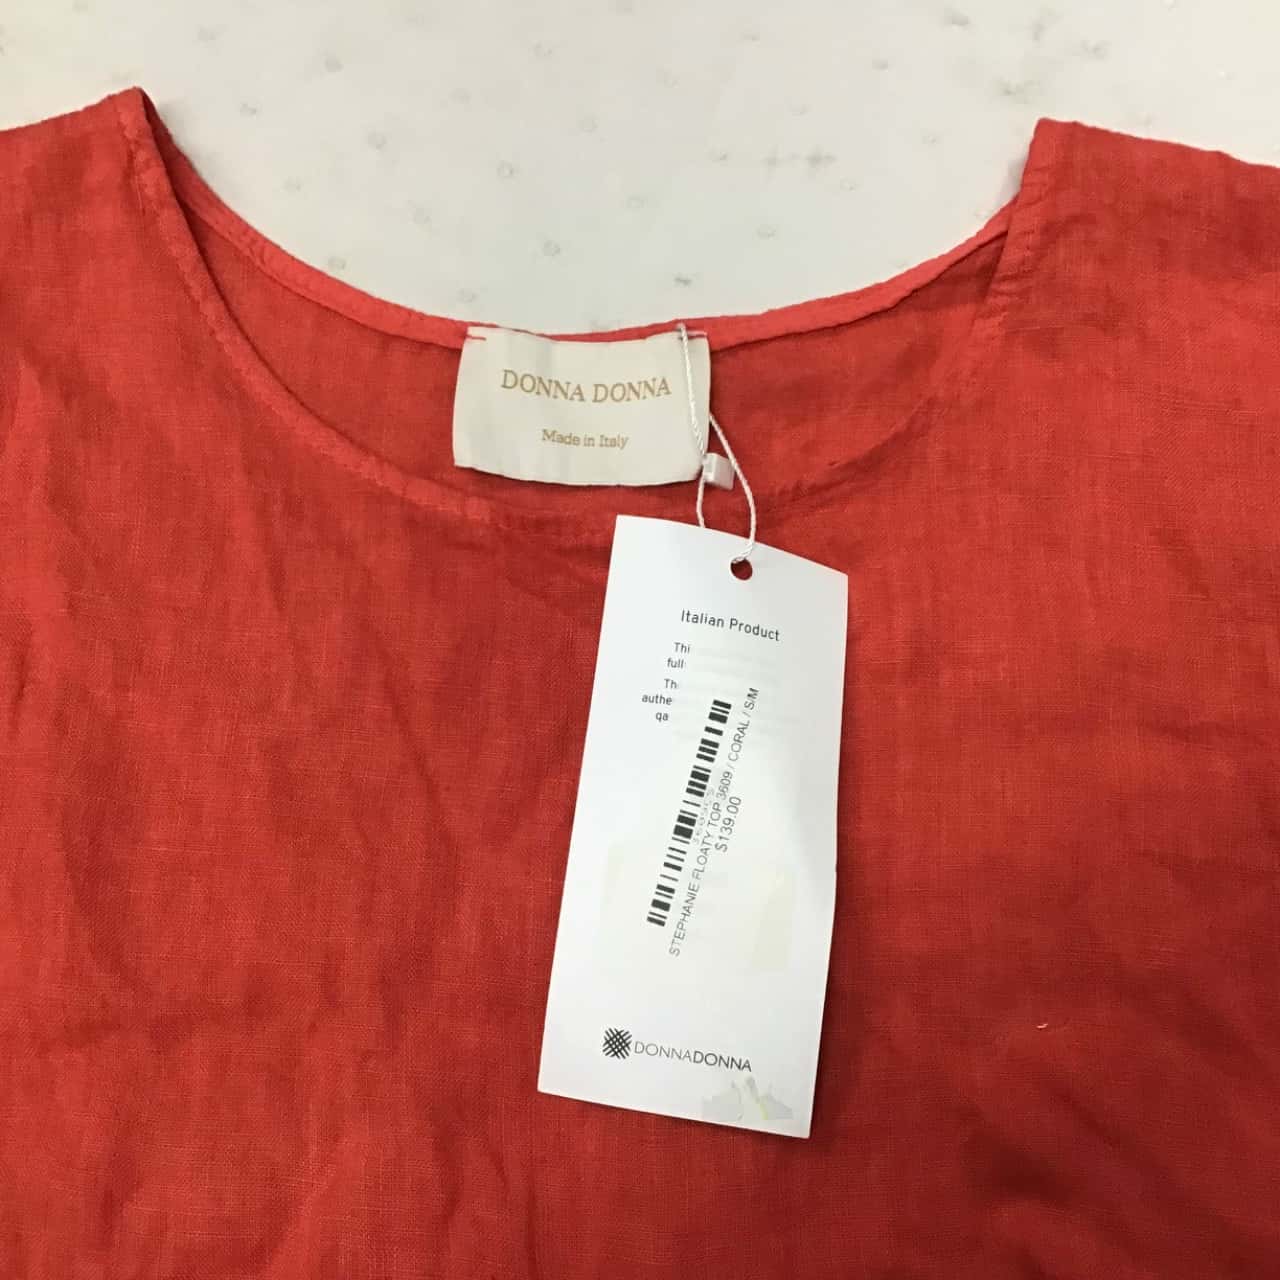 DONNA DONNA
Made in Italy
Italian Product
Thi
full
Th
authe
qa
STEPHANIE FLOATY TOP 3609 / CORAL / S/M
$139.00
DONNADONNA